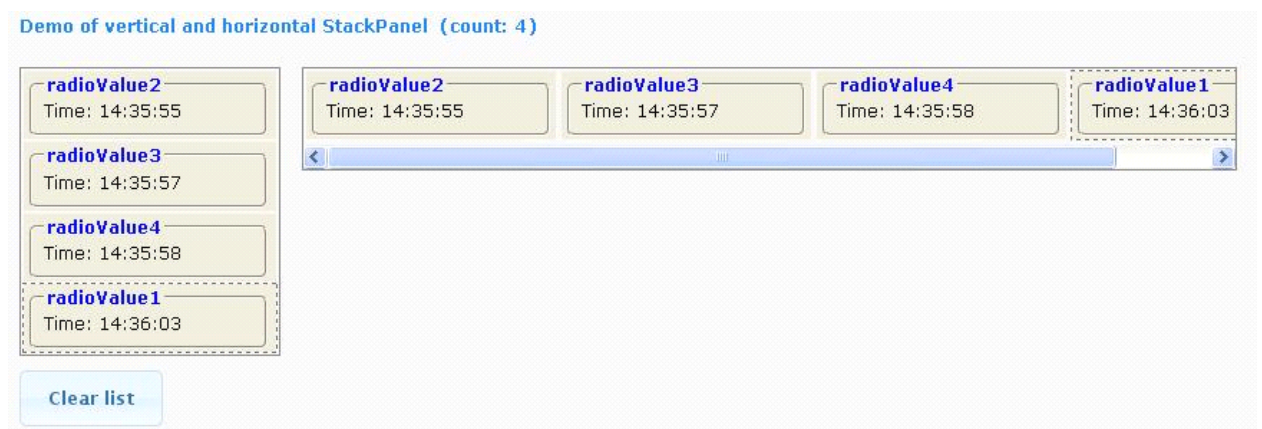 Demo of vertical and horizontal StackPanel (count: 4)
radioValue2
Time: 14:35:55
radioValue3
Time: 14:35:57
radioValue4
Time: 14:35:58
radioValue1
Time: 14:36:03
radioValue2
Time: 14:35:55
radioValue3
Time: 14:35:57
radioValue4
Time: 14:35:58
radioValue1
Time: 14:36:03
Clear list